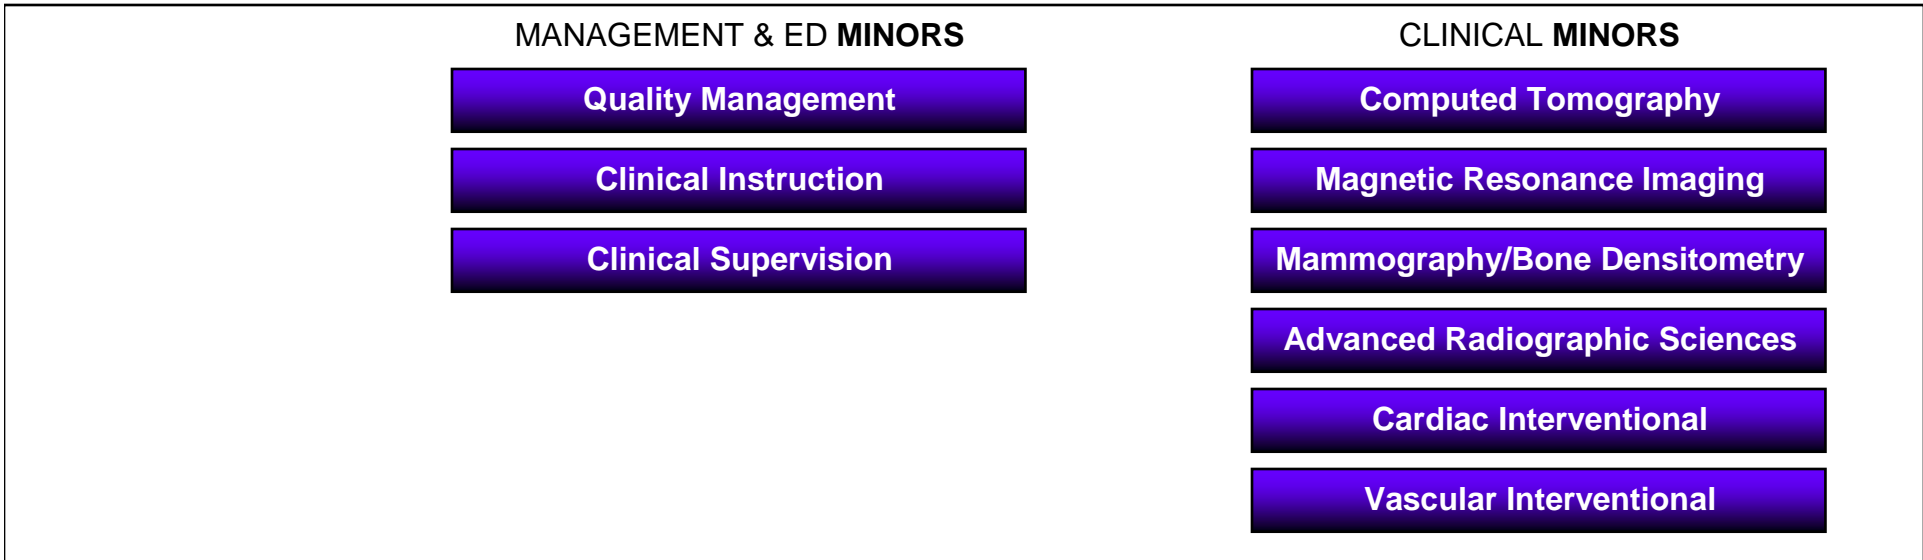 MANAGEMENT & ED MINORS
Quality Management
Clinical Instruction
Clinical Supervision
CLINICAL MINORS
Computed Tomography
Magnetic Resonance Imaging
Mammography/Bone Densitometry
Advanced Radiographic Sciences
Cardiac Interventional
Vascular Interventional